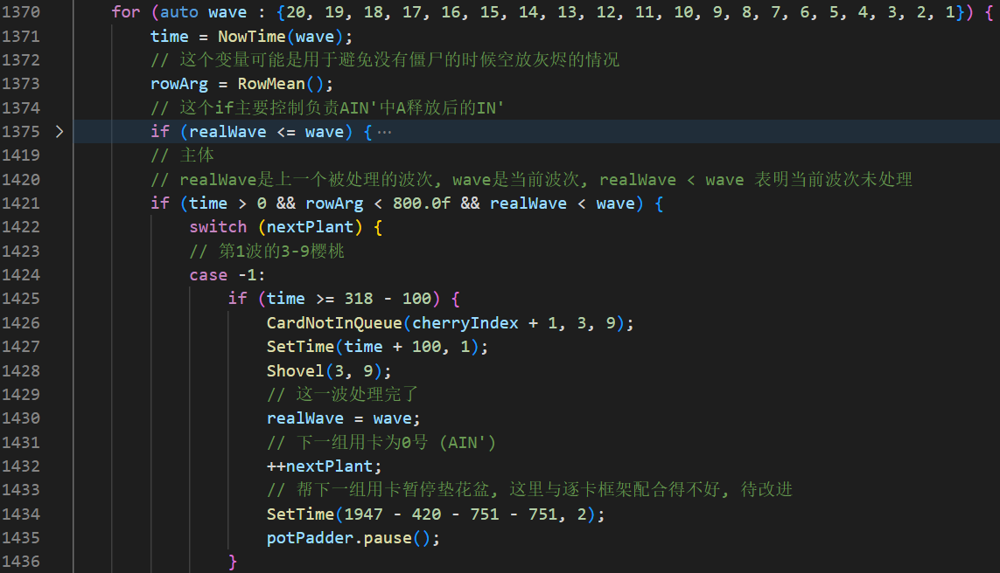 1370 for (auto wave : {20, 19, 18, 17, 16, 15, 14, 13, 12, 11, 10, 9, 8, 7, 6, 5, 4, 3, 2, 1}) {
1371 time = NowTime(wave);
1372 // 这个变量可能是用于避免没有僵尸的时候空放灰烬的情况
1373 rowArg = RowMean();
1374 // 这个if主要控制负责AIN'中A释放后的IN'
1375 if (realWave <= wave) {…
1419 // 主体
1420 // realWave是上一个被处理的波次, wave是当前波次, realWave < wave 表明当前波次未处理
1421 if (time > 0 && rowArg < 800.0f && realWave < wave) {
1422 switch (nextPlant) {
1423 // 第1波的3-9樱桃
1424 case -1:
1425 if (time >= 318 - 100) {
1426 CardNotInQueue(cherryIndex + 1, 3, 9);
1427 SetTime(time + 100, 1);
1428 Shovel(3, 9);
1429 // 这一波处理完了
1430 realWave = wave;
1431 // 下一组用卡为0号 (AIN')
1432 ++nextPlant;
1433 // 帮下一组用卡暂停垫花盆, 这里与逐卡框架配合得不好, 待改进
1434 SetTime(1947 - 420 - 751 - 751, 2);
1435 potPadder.pause();
1436 }